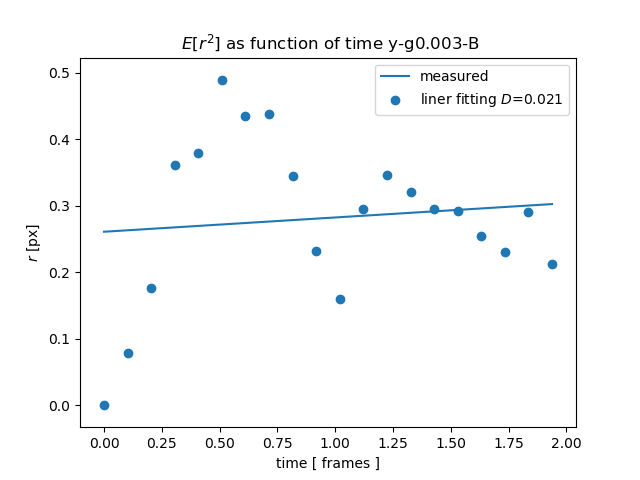 E[r²] as function of time y-g0.003-B
measured
liner fitting D=0.021
0.5
0.4
0.3
0.2
0.1
0.0
r [px]
0.00 0.25 0.50 0.75 1.00 1.25 1.50 1.75 2.00
time [ frames ]